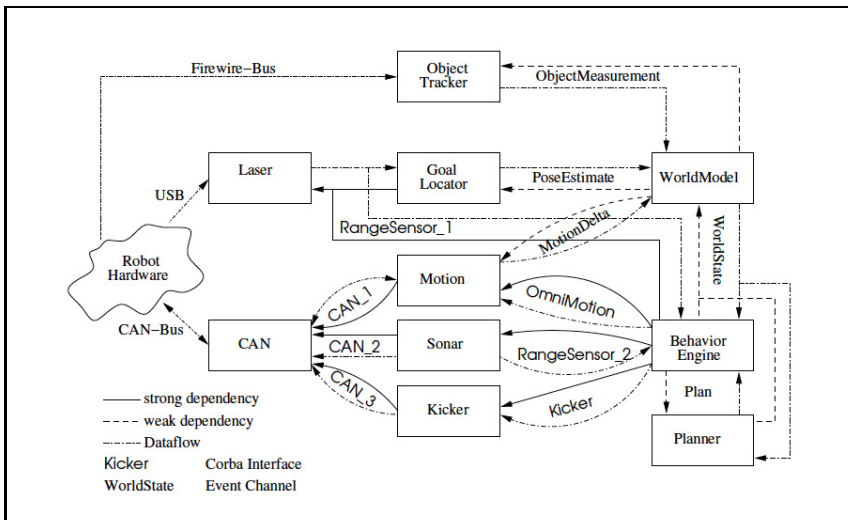 Firewire-Bus
Object
Tracker
ObjectMeasurement
Laser
Goal
Locator
PoseEstimate
WorldModel
USB
RangeSensor_1
MotionDelta
WorldState
Robot
Hardware
Motion
CAN_1
OmniMotion
CAN-Bus
CAN
CAN_2
Sonar
RangeSensor_2
Behavior
Engine
CAN_3
Kicker
Kicker
Plan
Planner
strong dependency
weak dependency
Dataflow
Kicker Corba Interface
WorldState Event Channel